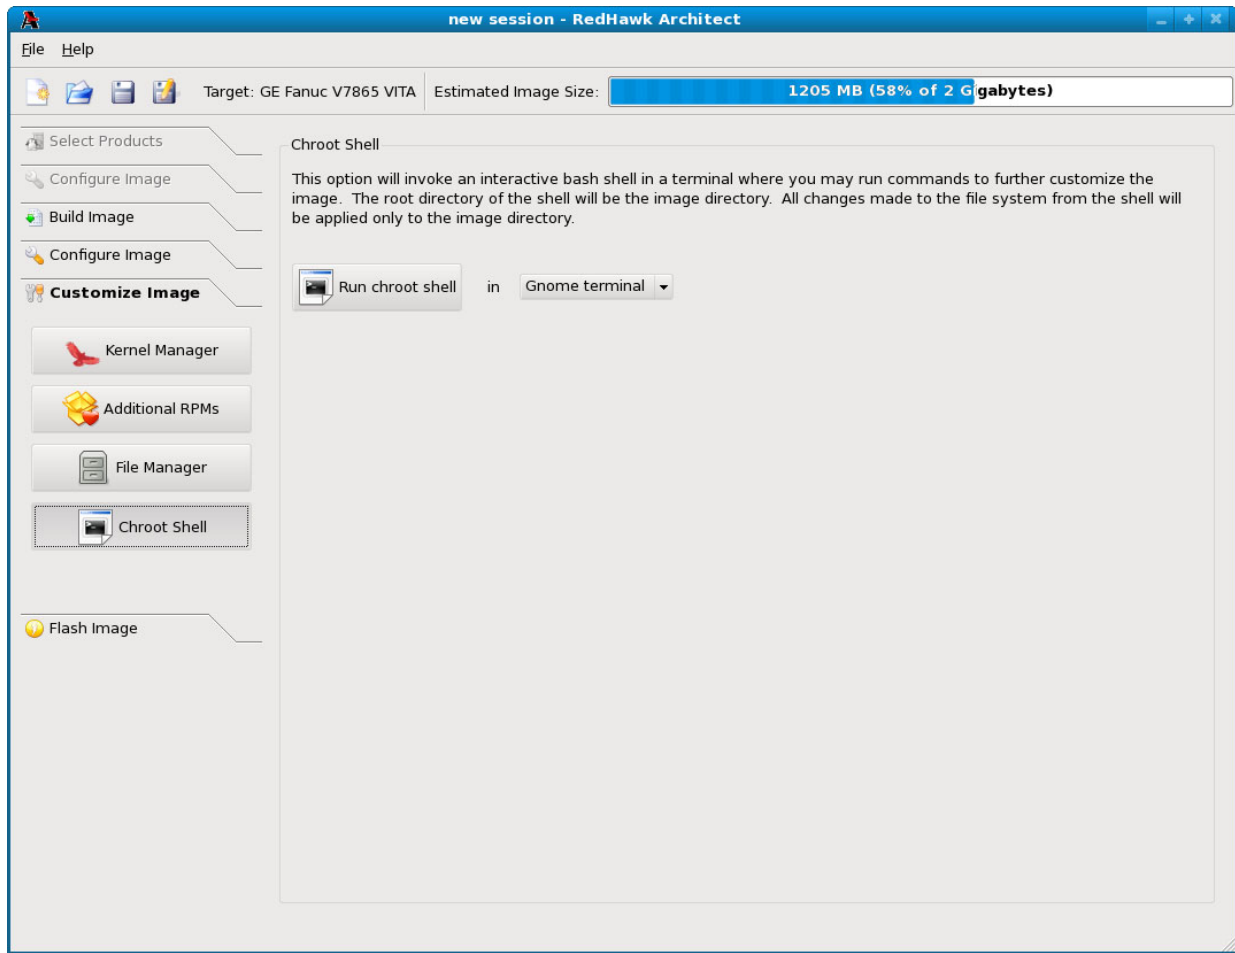 new session - RedHawk Architect
File Help
Target: GE Fanuc V7865 VITA Estimated Image Size: 1205 MB (58% of 2 Gigabytes)
Select Products
Configure Image
Build Image
Configure Image
Customize Image
Kernel Manager
Additional RPMs
File Manager
Chroot Shell
Flash Image
Chroot Shell
This option will invoke an interactive bash shell in a terminal where you may run commands to further customize the
image. The root directory of the shell will be the image directory. All changes made to the file system from the shell will
be applied only to the image directory.
Run chroot shell in Gnome terminal